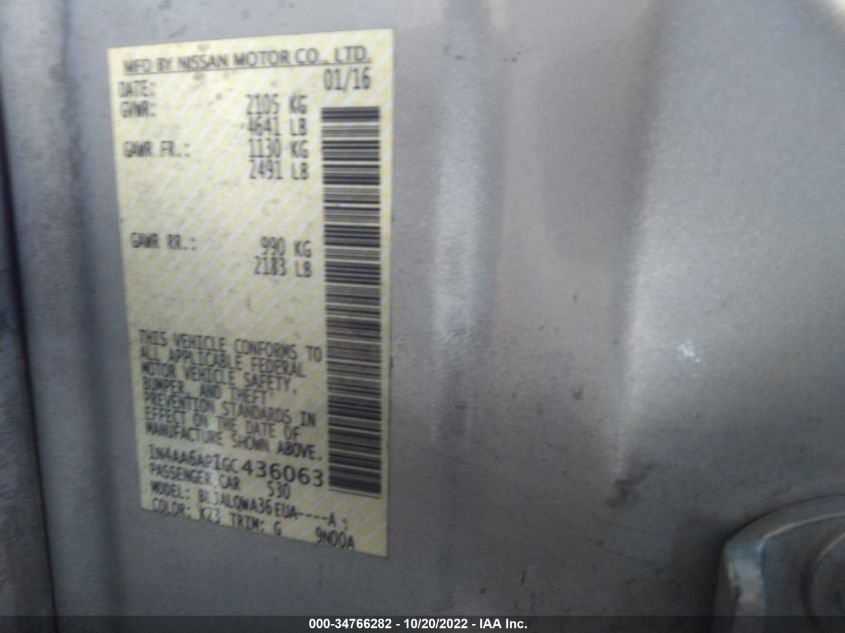 MFD BY NISSAN MOTOR CO., LTD.
DATE: 01/16
GVWR: 2105 KG
4641 LB
GAWR FR.: 1130 KG
2491 LB
GAWR RR.: 990 KG
2183 LB
THIS VEHICLE CONFORMS TO
ALL APPLICABLE FEDERAL
MOTOR VEHICLE SAFETY,
BUMPER, AND THEFT
PREVENTION STANDARDS IN
EFFECT ON THE DATE OF
MANUFACTURE SHOWN ABOVE.
1N4AA6AP1GC436063
PASSENGER CAR 530
MODEL: A36EUA----A
COLOR: K23 TRIM: G 9N00A
000-34766282 - 10/20/2022 - IAA Inc.